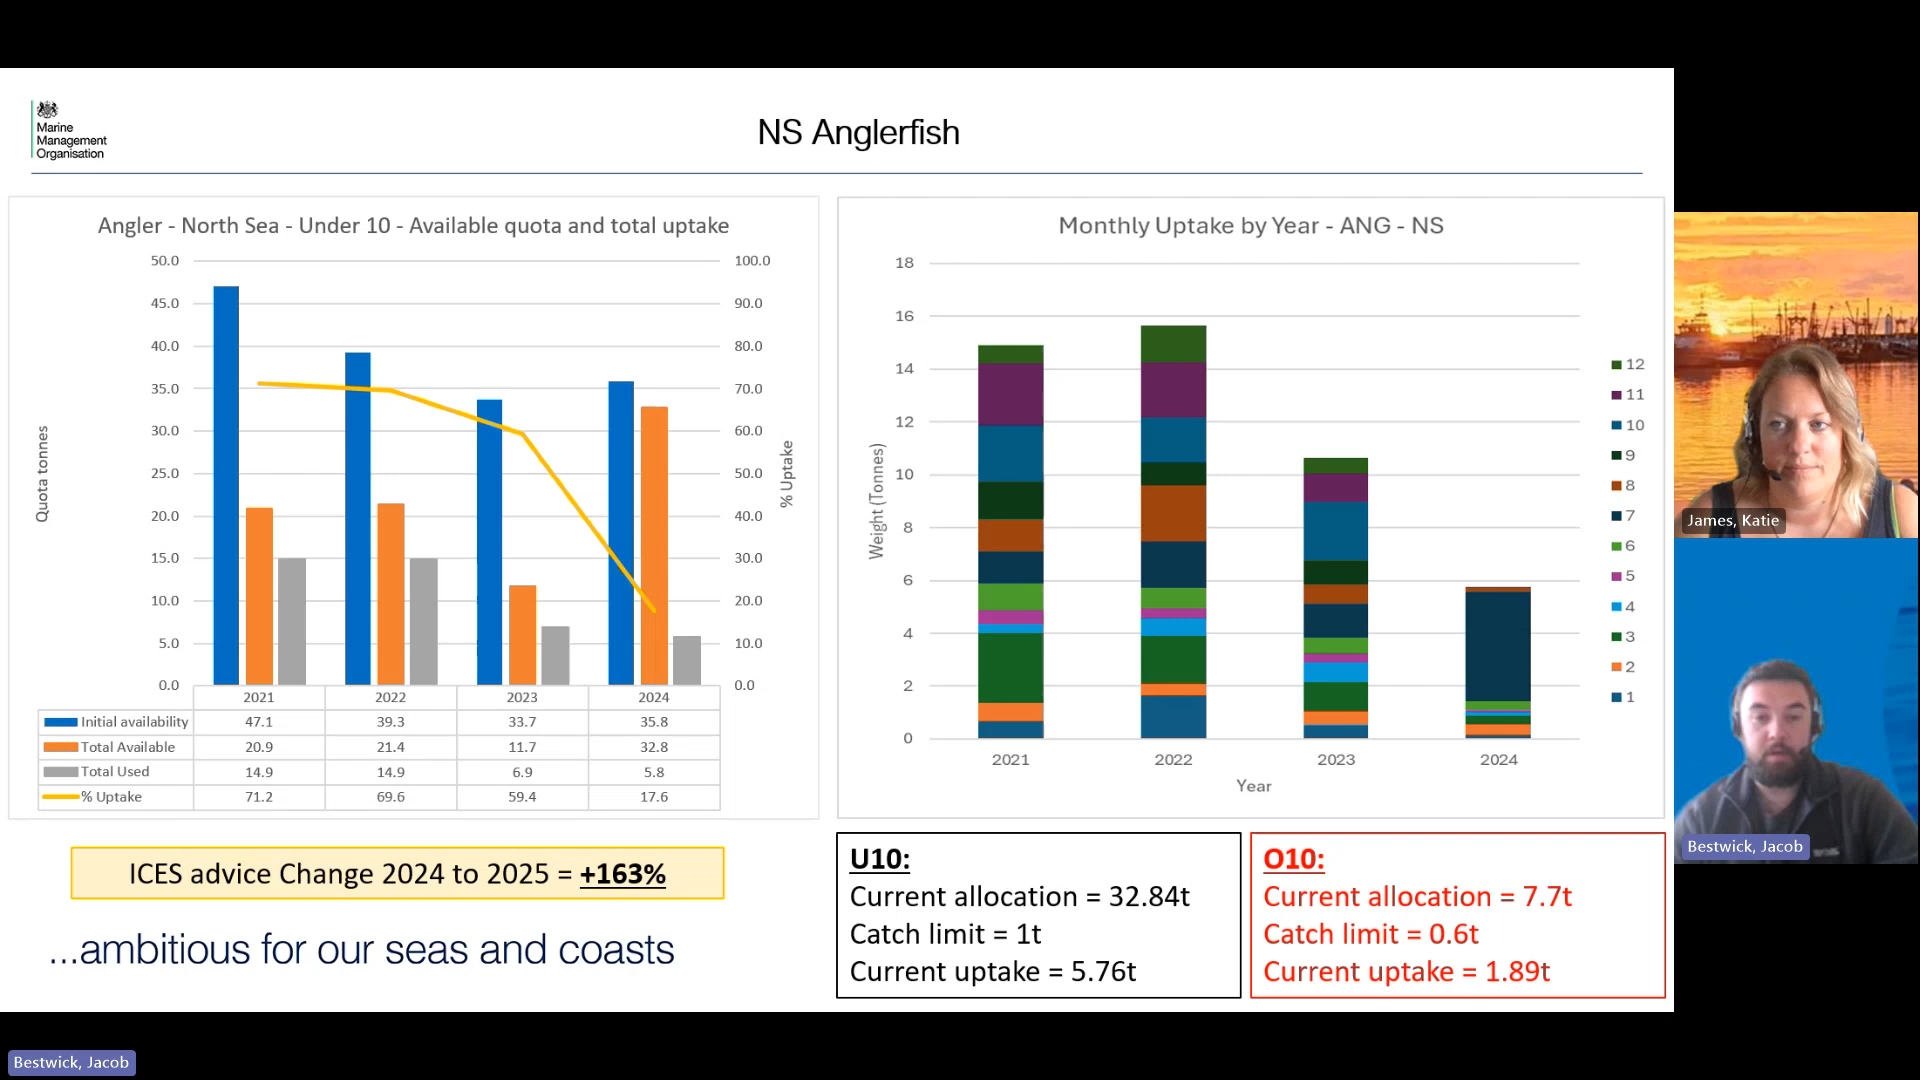 Marine
Management
Organisation
NS Anglerfish
Angler - North Sea - Under 10 - Available quota and total uptake
50.0
45.0
40.0
35.0
30.0
25.0
20.0
15.0
10.0
5.0
0.0
Quota tonnes
100.0
90.0
80.0
70.0
60.0
50.0
40.0
30.0
20.0
10.0
0.0
% Uptake
2021 2022 2023 2024
Initial availability 47.1 39.3 33.7 35.8
Total Available 20.9 21.4 11.7 32.8
Total Used 14.9 14.9 6.9 5.8
% Uptake 71.2 69.6 59.4 17.6
Monthly Uptake by Year - ANG - NS
18
16
14
12
10
8
6
4
2
0
Weight (Tonnes)
2021 2022 2023 2024
Year
12
11
10
9
8
7
6
5
4
3
2
1
ICES advice Change 2024 to 2025 = +163%
...ambitious for our seas and coasts
U10:
Current allocation = 32.84t
Catch limit = 1t
Current uptake = 5.76t
O10:
Current allocation = 7.7t
Catch limit = 0.6t
Current uptake = 1.89t
James, Katie
Bestwick, Jacob
Bestwick, Jacob